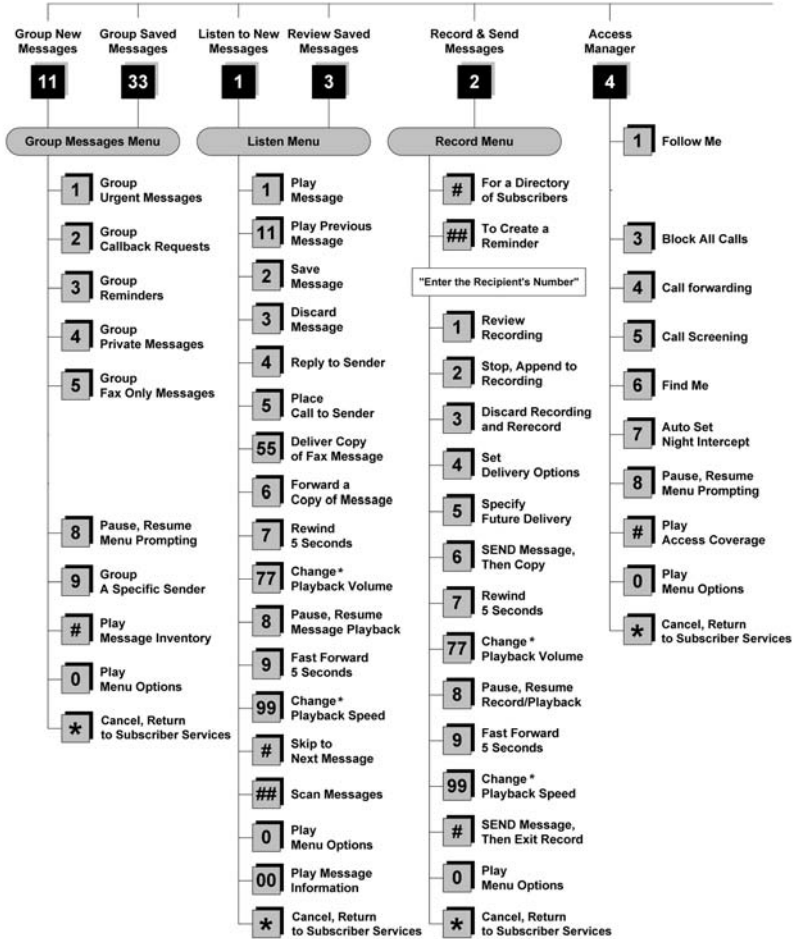 Group New
Messages
11
Group Saved
Messages
33
Listen to New
Messages
1
Review Saved
Messages
3
Record & Send
Messages
2
Access
Manager
4
Group Messages Menu
1
Group
Urgent Messages
2
Group
Callback Requests
3
Group
Reminders
4
Group
Private Messages
5
Group
Fax Only Messages
8
Pause, Resume
Menu Prompting
9
Group
A Specific Sender
#
Play
Message Inventory
0
Play
Menu Options
*
Cancel, Return
to Subscriber Services
Listen Menu
1
Play
Message
11
Play Previous
Message
2
Save
Message
3
Discard
Message
4
Reply to Sender
5
Place
Call to Sender
55
Deliver Copy
of Fax Message
6
Forward a
Copy of Message
7
Rewind
5 Seconds
77
Change*
Playback Volume
8
Pause, Resume
Message Playback
9
Fast Forward
5 Seconds
99
Change*
Playback Speed
#
Skip to
Next Message
##
Scan Messages
0
Play
Menu Options
00
Play Message
Information
*
Cancel, Return
to Subscriber Services
Record Menu
#
For a Directory
of Subscribers
##
To Create a
Reminder
"Enter the Recipient's Number"
1
Review
Recording
2
Stop, Append to
Recording
3
Discard Recording
and Rerecord
4
Set
Delivery Options
5
Specify
Future Delivery
6
SEND Message,
Then Copy
7
Rewind
5 Seconds
77
Change*
Playback Volume
8
Pause, Resume
Record/Playback
9
Fast Forward
5 Seconds
99
Change*
Playback Speed
#
SEND Message,
Then Exit Record
0
Play
Menu Options
*
Cancel, Return
to Subscriber Services
1
Follow Me
3
Block All Calls
4
Call forwarding
5
Call Screening
6
Find Me
7
Auto Set
Night Intercept
8
Pause, Resume
Menu Prompting
#
Play
Access Coverage
0
Play
Menu Options
*
Cancel, Return
to Subscriber Services